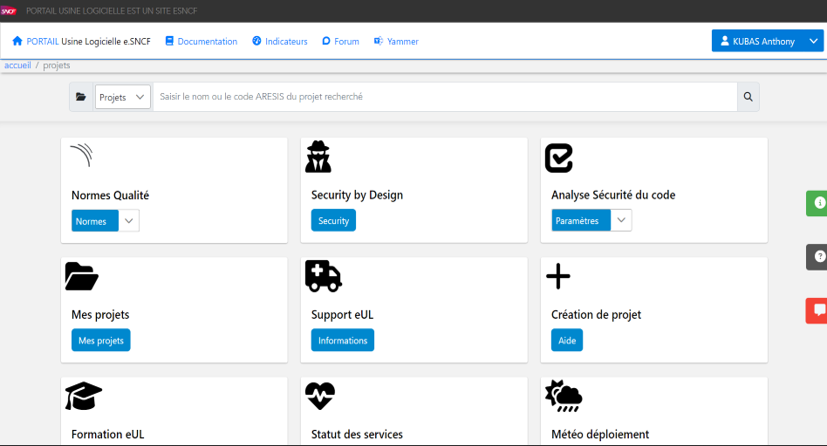 SNCF PORTAIL USINE LOGICIELLE EST UN SITE ESNCF
PORTAIL Usine Logicielle e.SNCF Documentation Indicateurs Forum Yammer KUBAS Anthony
accueil / projets
Projets Saisir le nom ou le code ARESIS du projet recherché
Normes Qualité
Normes
Security by Design
Security
Analyse Sécurité du code
Paramètres
Mes projets
Mes projets
Support eUL
Informations
Création de projet
Aide
Formation eUL
Statut des services
Météo déploiement